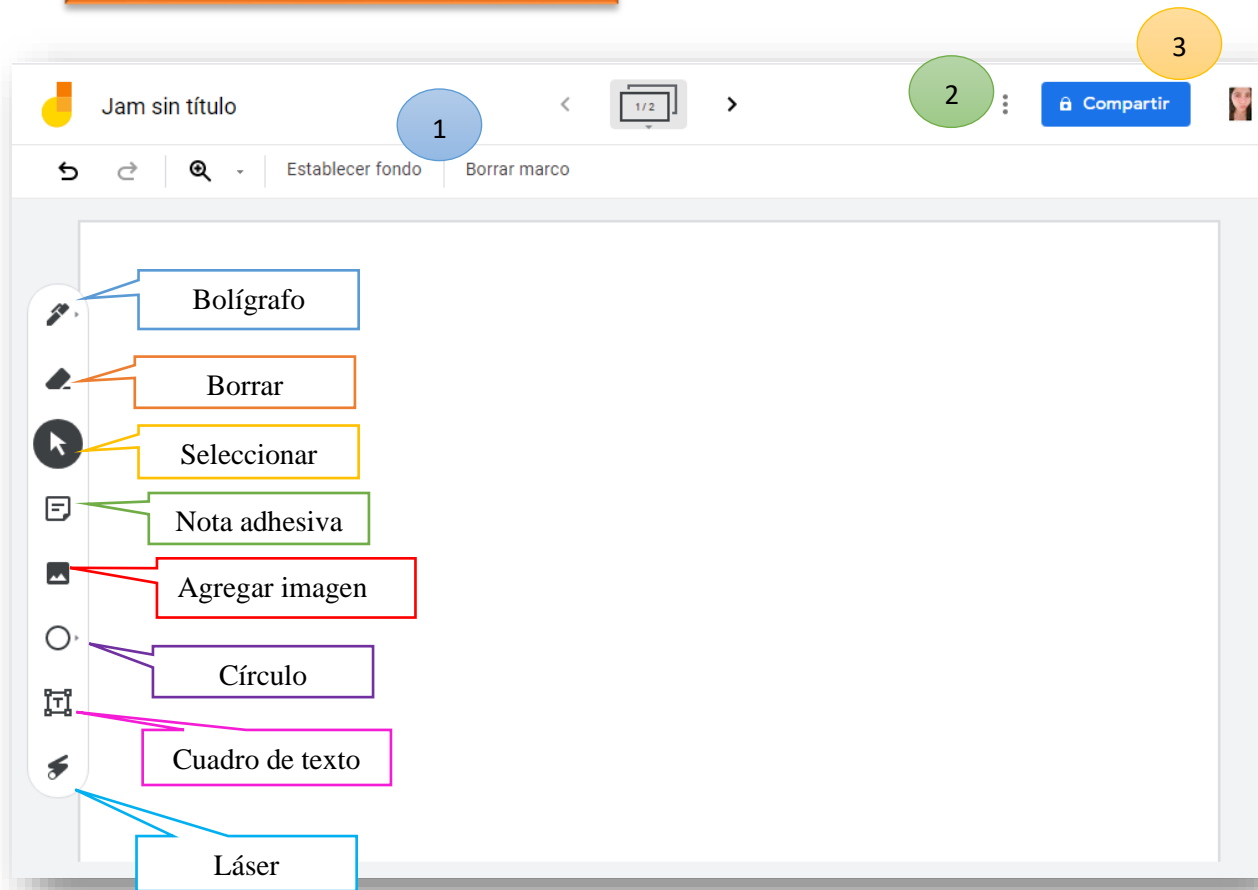 3
2
1
Jam sin título
1 / 2
Compartir
Establecer fondo
Borrar marco
Bolígrafo
Borrar
Seleccionar
Nota adhesiva
Agregar imagen
Círculo
Cuadro de texto
Láser